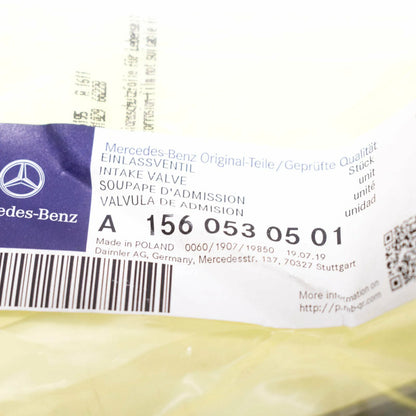 Mercedes-Benz Original-Teile/Geprüfte Qualität
EINLASSVENTIL Stück
INTAKE VALVE unit
SOUPAPE D'ADMISSION unité
VALVULA DE ADMISION unidad
A 156 053 05 01
Made in POLAND 0060/1907/19850 19.07.19
Daimler AG, Germany, Mercedesstr. 137, 70327 Stuttgart
cedes-Benz
More information on